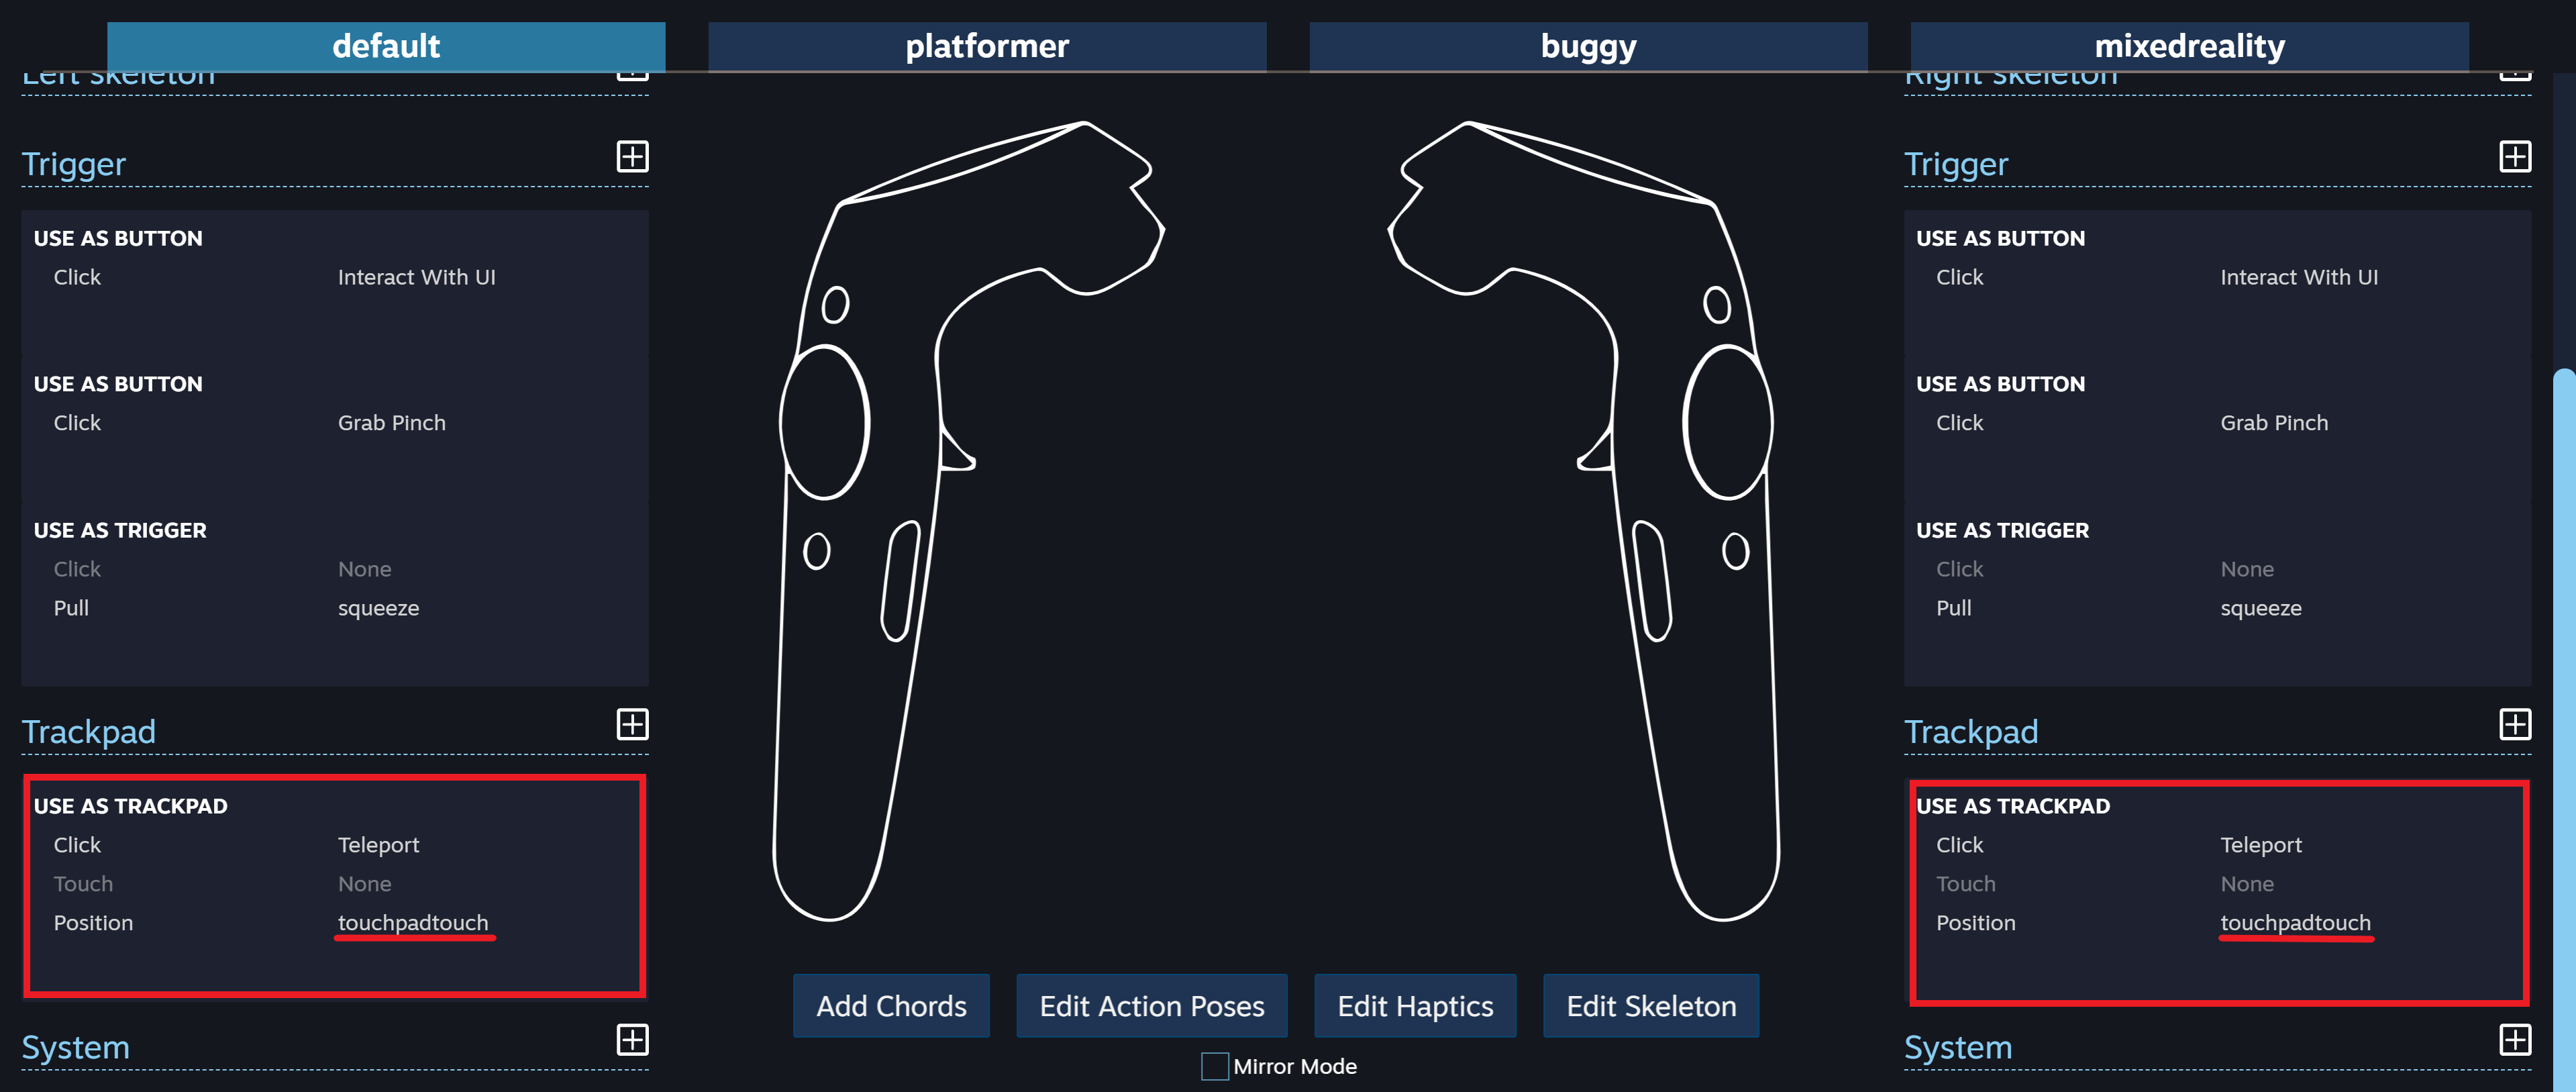 default
platformer
buggy
mixedreality
Left skeleton
Trigger
USE AS BUTTON
Click Interact With UI
USE AS BUTTON
Click Grab Pinch
USE AS TRIGGER
Click None
Pull squeeze
Trackpad
USE AS TRACKPAD
Click Teleport
Touch None
Position touchpadtouch
System
Add Chords
Edit Action Poses
Edit Haptics
Edit Skeleton
Mirror Mode
Right skeleton
Trigger
USE AS BUTTON
Click Interact With UI
USE AS BUTTON
Click Grab Pinch
USE AS TRIGGER
Click None
Pull squeeze
Trackpad
USE AS TRACKPAD
Click Teleport
Touch None
Position touchpadtouch
System